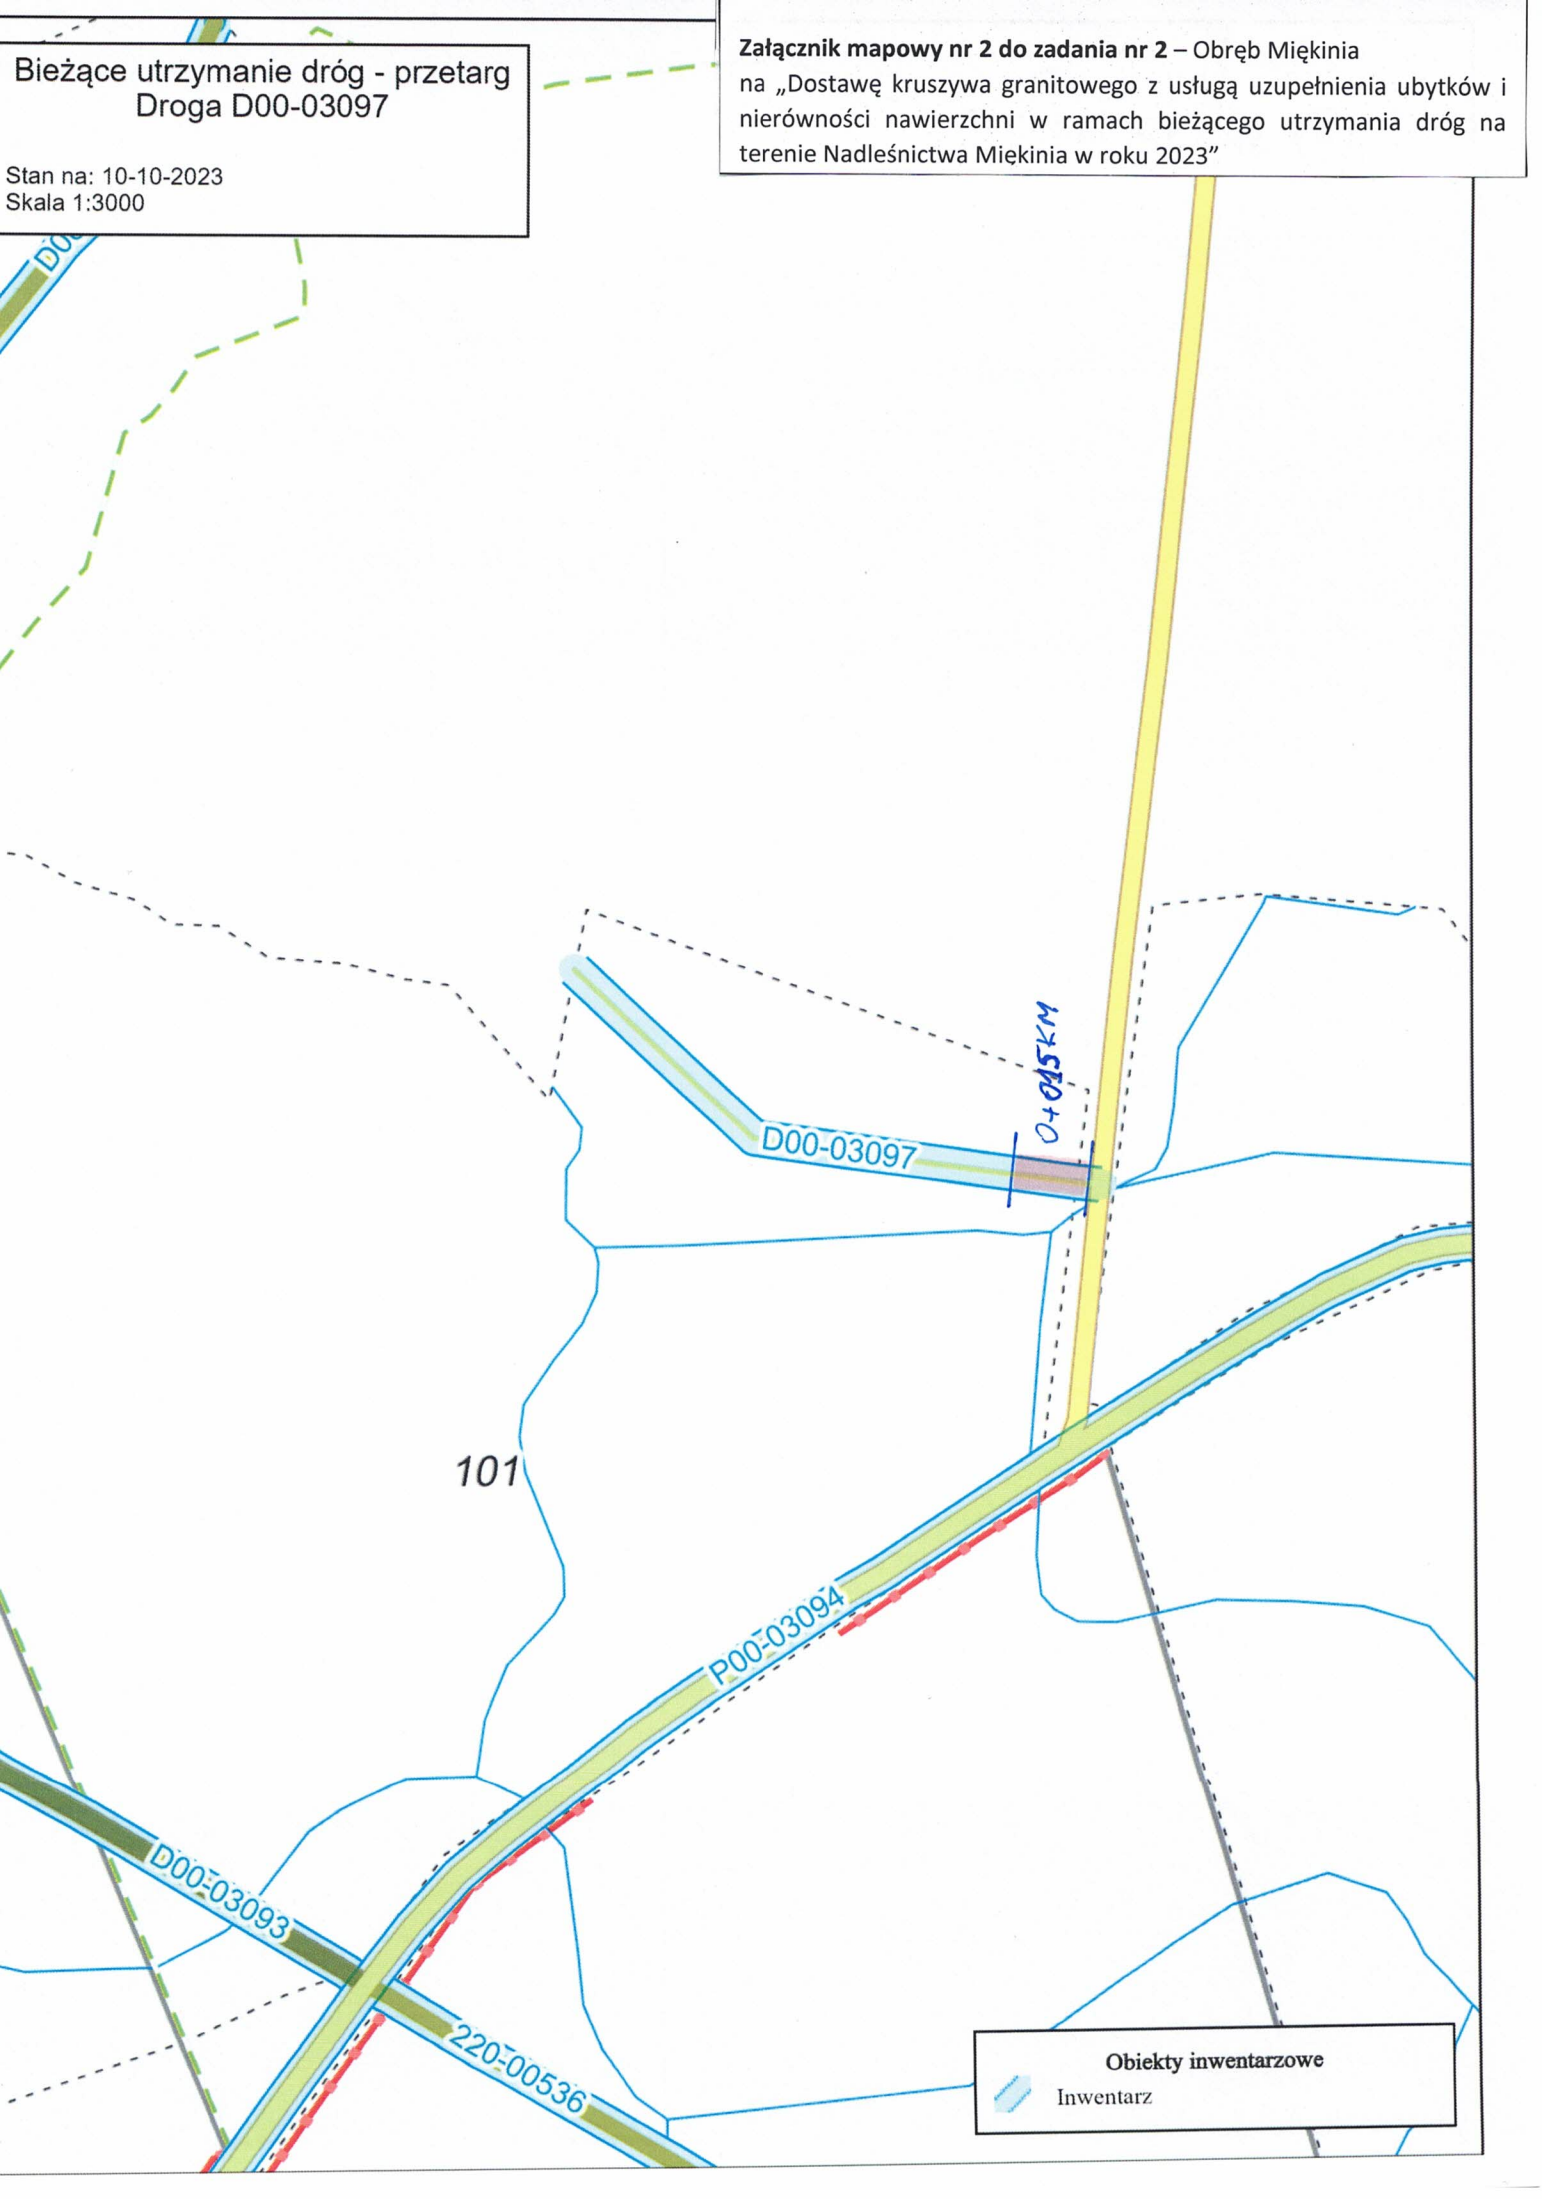 Bieżące utrzymanie dróg - przetarg
Droga D00-03097
Stan na: 10-10-2023
Skala 1:3000
Załącznik mapowy nr 2 do zadania nr 2 – Obręb Miękinia
na „Dostawę kruszywa granitowego z usługą uzupełnienia ubytków i
nierówności nawierzchni w ramach bieżącego utrzymania dróg na
terenie Nadleśnictwa Miękinia w roku 2023”
0+015KM
D00-03097
101
P00-03094
D00-03093
220-00536
Obiekty inwentarzowe
Inwentarz